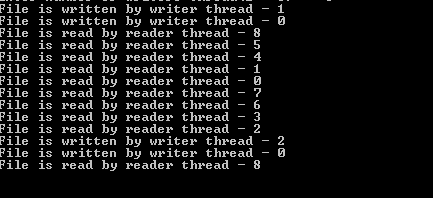 File is written by writer thread - 1
File is written by writer thread - 0
File is read by reader thread - 8
File is read by reader thread - 5
File is read by reader thread - 4
File is read by reader thread - 1
File is read by reader thread - 0
File is read by reader thread - 7
File is read by reader thread - 6
File is read by reader thread - 3
File is read by reader thread - 2
File is written by writer thread - 2
File is written by writer thread - 0
File is read by reader thread - 8